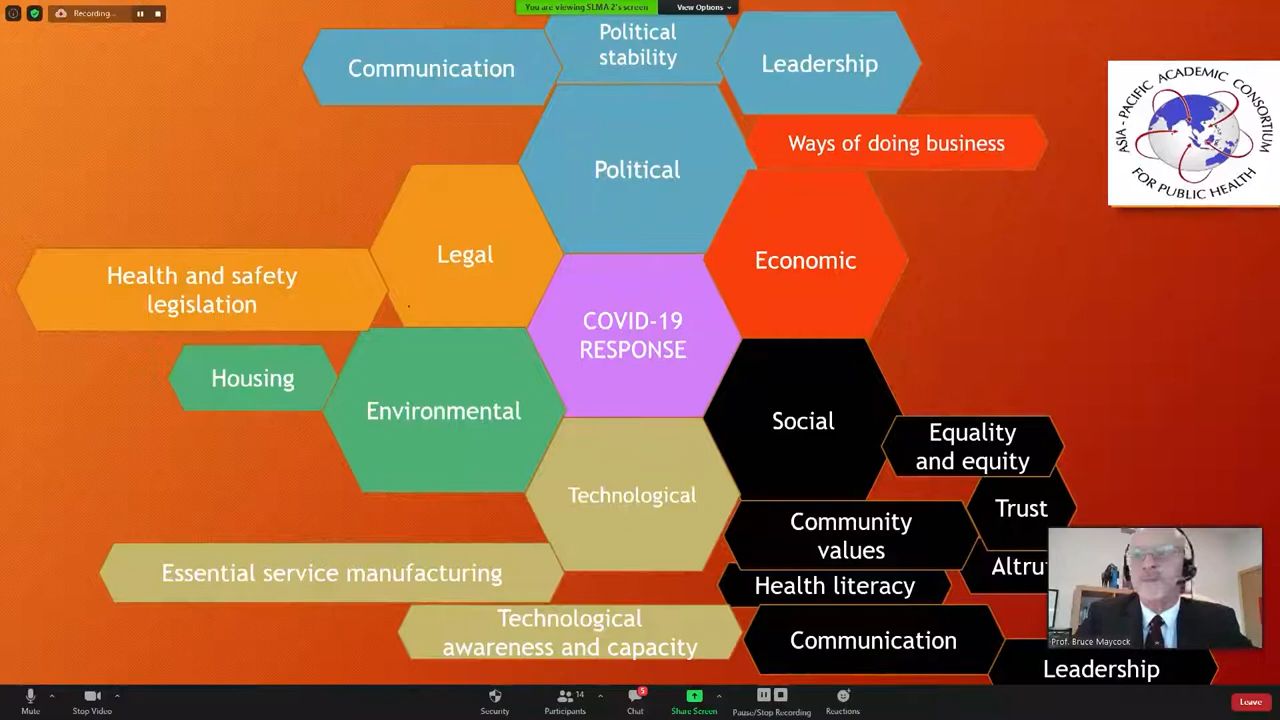 Recording...
You are viewing SLMA 2's screen
View Options
Communication
Political
stability
Leadership
ASIA - PACIFIC ACADEMIC CONSORTIUM
FOR PUBLIC HEALTH
Ways of doing business
Political
Legal
Economic
Health and safety
legislation
COVID-19
RESPONSE
Housing
Environmental
Social
Equality
and equity
Technological
Trust
Community
values
Essential service manufacturing
Altru
Health literacy
Technological
awareness and capacity
Communication
Prof. Bruce Maycock
Leadership
Mute
Stop Video
Security
14
Participants
5
Chat
Share Screen
Pause/Stop Recording
Reactions
Leave